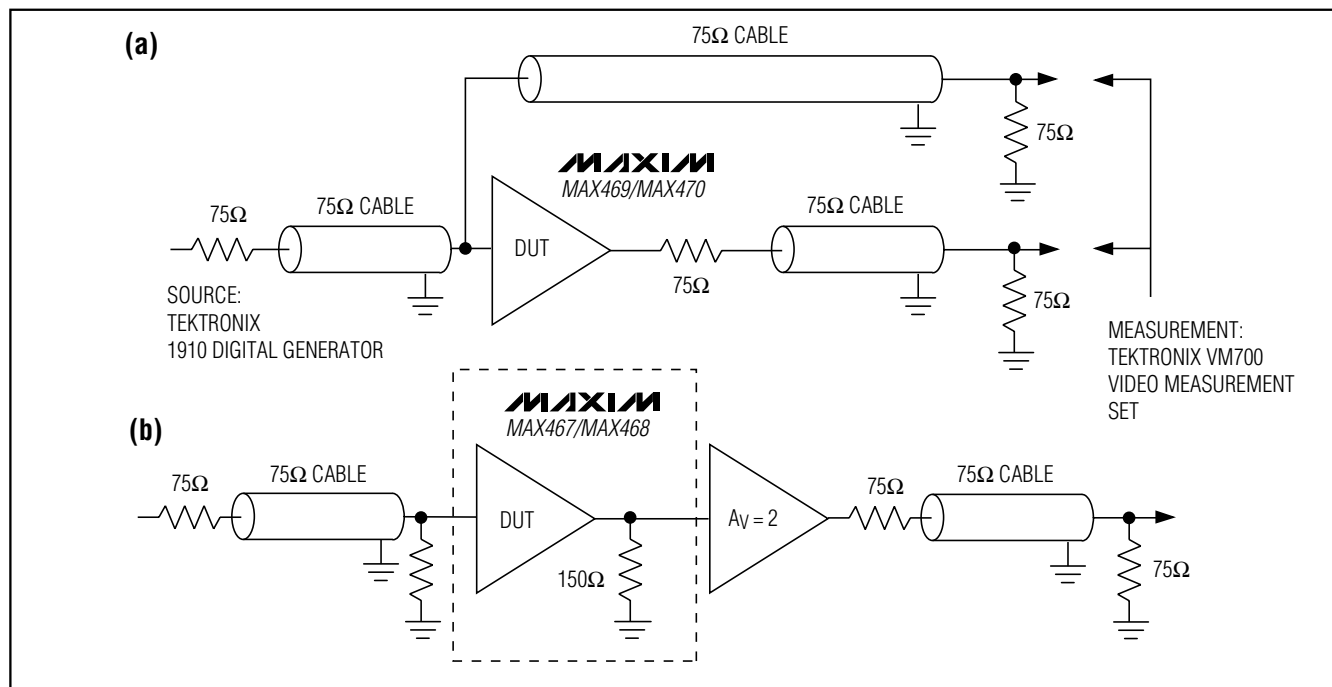 (a)
75Ω CABLE
75Ω
MAXIM
MAX469/MAX470
75Ω
75Ω CABLE
75Ω CABLE
DUT
75Ω
75Ω
SOURCE:
TEKTRONIX
1910 DIGITAL GENERATOR
MEASUREMENT:
TEKTRONIX VM700
VIDEO MEASUREMENT
SET
(b)
MAXIM
MAX467/MAX468
75Ω
75Ω CABLE
75Ω
75Ω CABLE
DUT
AV = 2
150Ω
75Ω